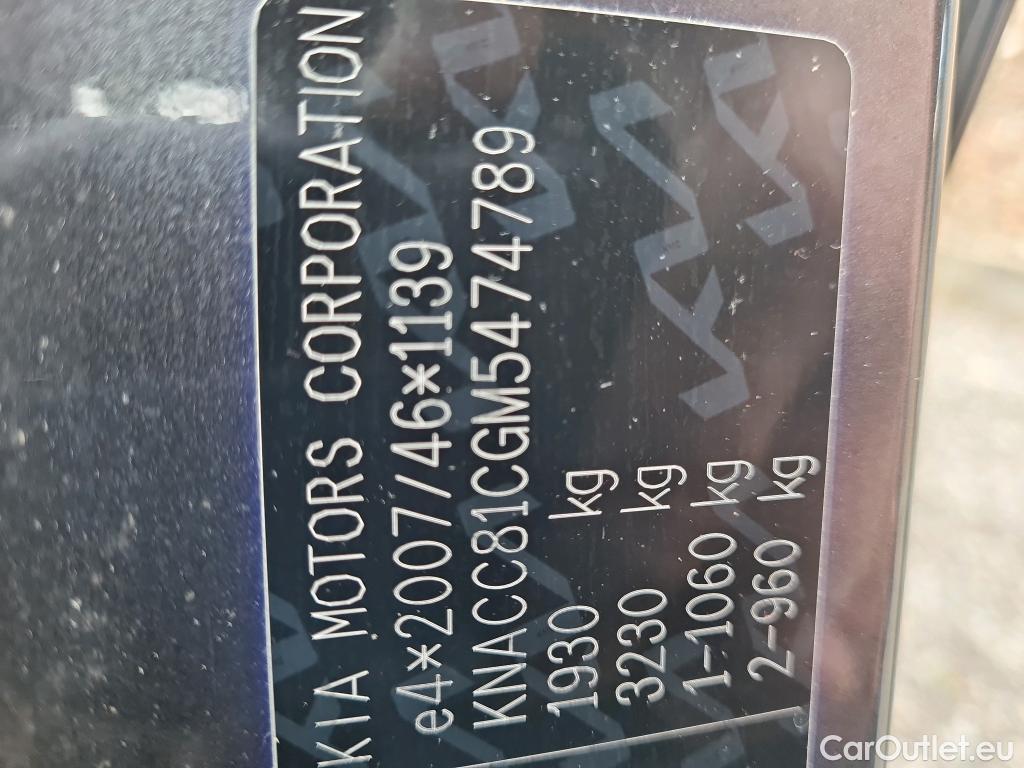 KIA MOTORS CORPORATION
e4*2007/46*1139
KNACC81CGM5474789
1930 kg
3230 kg
1-1060 kg
2-960 kg
CarOutlet.eu